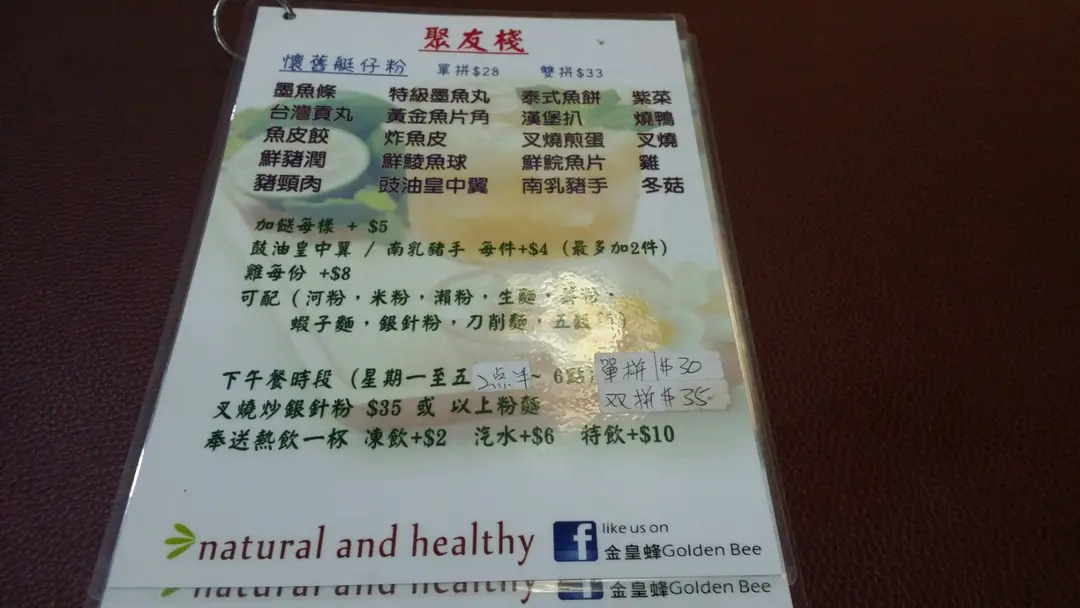 聚友棧
懷舊艇仔粉 單拼$28 雙拼$33
墨魚條 特級墨魚丸 泰式魚餅 紫菜
台灣貢丸 黃金魚片角 漢堡扒 燒鴨
魚皮餃 炸魚皮 叉燒煎蛋 叉燒
鮮豬潤 鮮鯪魚球 鮮鯇魚片 雞
豬頸肉 豉油皇中翼 南乳豬手 冬菇
加餸每樣 + $5
鼓油皇中翼 / 南乳豬手 每件+$4 (最多加2件)
雞每份 +$8
可配 (河粉,米粉,瀨粉,生麵,
蝦子麵,銀針粉,刀削麵,五穀
下午餐時段 (星期一至五 2点半~ 6點) 單拼 $30
双拼 $35
叉燒炒銀針粉 $35 或 以上粉麵
奉送熱飲一杯 凍飲+$2 汽水+$6 特飲+$10
natural and healthy
like us on
金皇蜂Golden Bee
natural and healthy
金皇蜂Golden Bee